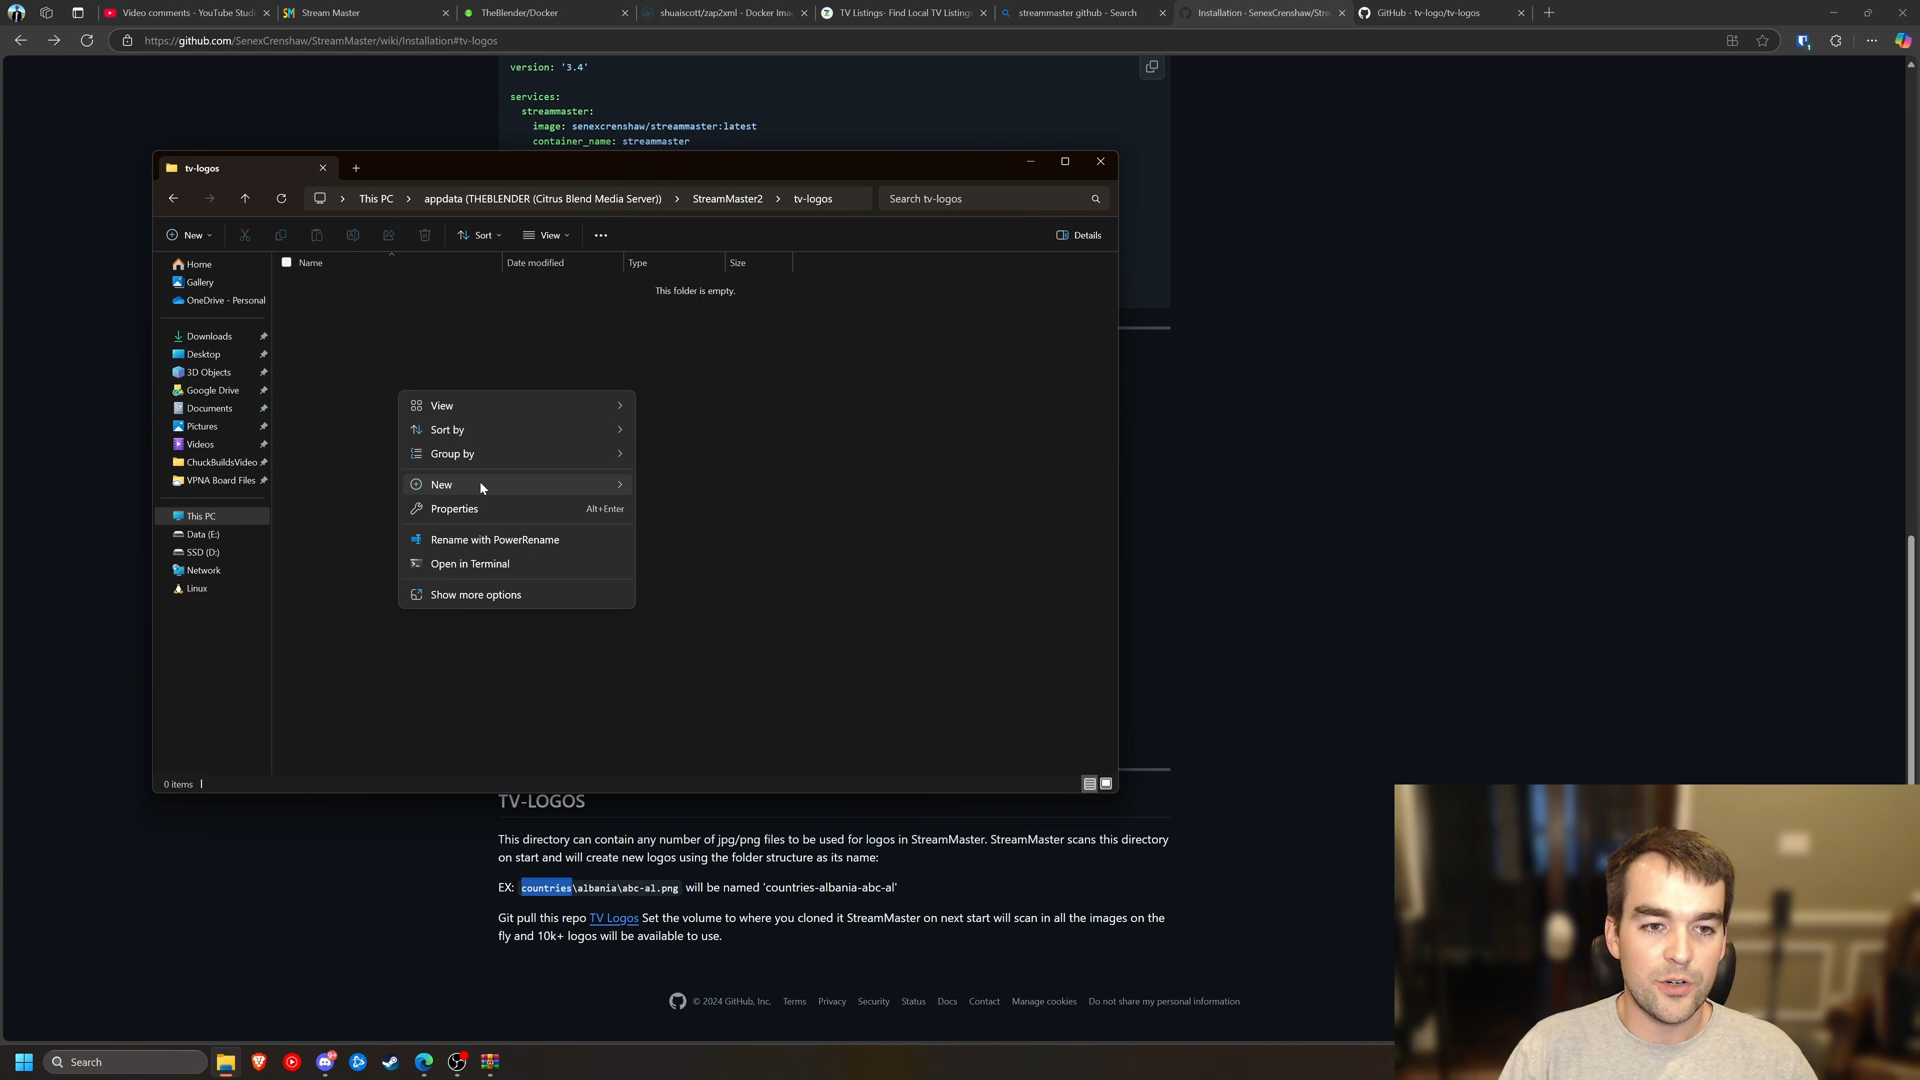 Video comments - YouTube Studi
Stream Master
TheBlender/Docker
shuaiscott/zap2xml - Docker Ima
TV Listings- Find Local TV Listings
streammaster github - Search
Installation · SenexCrenshaw/Stre
GitHub - tv-logo/tv-logos
https://github.com/SenexCrenshaw/StreamMaster/wiki/Installation#tv-logos
version: '3.4'
services:
streammaster:
image: senexcrenshaw/streammaster:latest
container_name: streammaster
tv-logos
This PC > appdata (THEBLENDER (Citrus Blend Media Server)) > StreamMaster2 > tv-logos
Search tv-logos
New
Sort
View
Details
Name
Date modified
Type
Size
This folder is empty.
Home
Gallery
OneDrive - Personal
Downloads
Desktop
3D Objects
Google Drive
Documents
Pictures
Videos
ChuckBuildsVideo
VPNA Board Files
This PC
Data (E:)
SSD (D:)
Network
Linux
View
Sort by
Group by
New
Properties Alt+Enter
Rename with PowerRename
Open in Terminal
Show more options
0 items
TV-LOGOS
This directory can contain any number of jpg/png files to be used for logos in StreamMaster. StreamMaster scans this directory
on start and will create new logos using the folder structure as its name:
EX: countries\albania\abc-al.png will be named 'countries-albania-abc-al'
Git pull this repo TV Logos Set the volume to where you cloned it StreamMaster on next start will scan in all the images on the
fly and 10k+ logos will be available to use.
© 2024 GitHub, Inc. Terms Privacy Security Status Docs Contact Manage cookies Do not share my personal information
Search